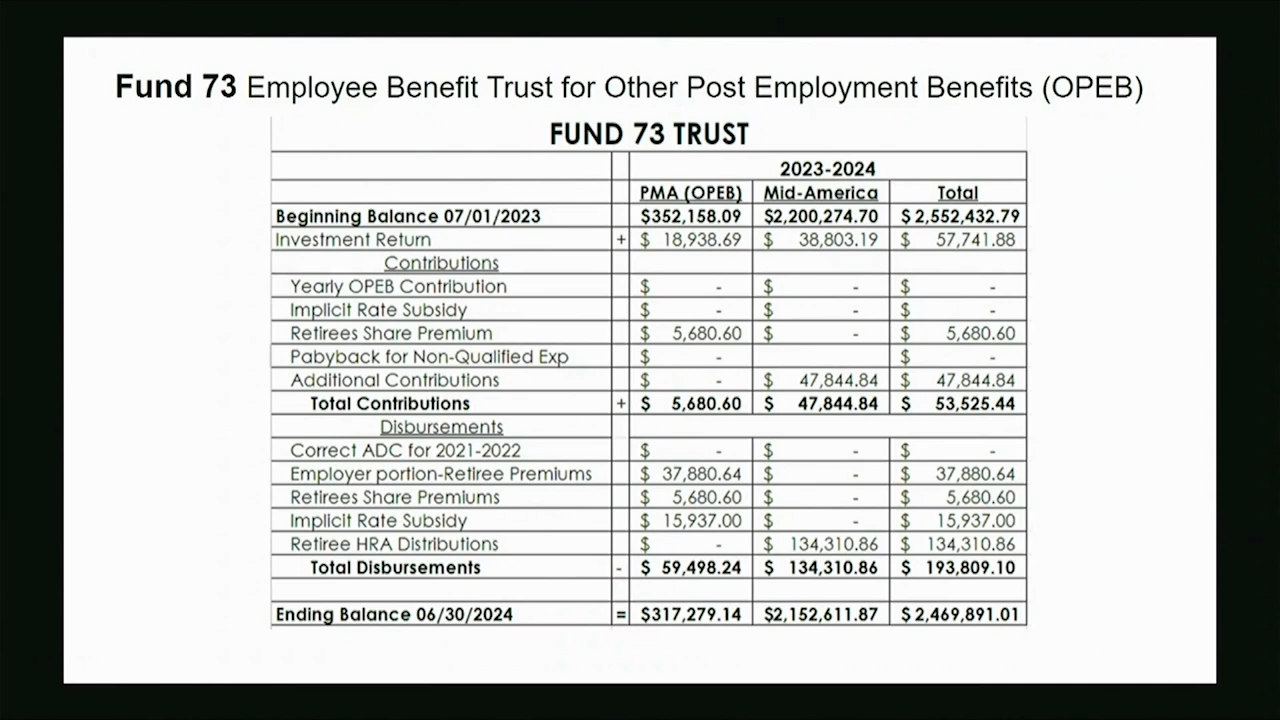 Fund 73 Employee Benefit Trust for Other Post Employment Benefits (OPEB)
FUND 73 TRUST
2023-2024
PMA (OPEB) Mid-America Total
Beginning Balance 07/01/2023 $352,158.09 $2,200,274.70 $2,552,432.79
Investment Return + $ 18,938.69 $ 38,803.19 $ 57,741.88
Contributions
Yearly OPEB Contribution $ - $ - $ -
Implicit Rate Subsidy $ - $ - $ -
Retirees Share Premium $ 5,680.60 $ - $ 5,680.60
Pabyback for Non-Qualified Exp $ - $ -
Additional Contributions $ - $ 47,844.84 $ 47,844.84
Total Contributions + $ 5,680.60 $ 47,844.84 $ 53,525.44
Disbursements
Correct ADC for 2021-2022 $ - $ - $ -
Employer portion-Retiree Premiums $ 37,880.64 $ - $ 37,880.64
Retirees Share Premiums $ 5,680.60 $ - $ 5,680.60
Implicit Rate Subsidy $ 15,937.00 $ - $ 15,937.00
Retiree HRA Distributions $ - $ 134,310.86 $ 134,310.86
Total Disbursements - $ 59,498.24 $ 134,310.86 $ 193,809.10
Ending Balance 06/30/2024 = $317,279.14 $2,152,611.87 $2,469,891.01